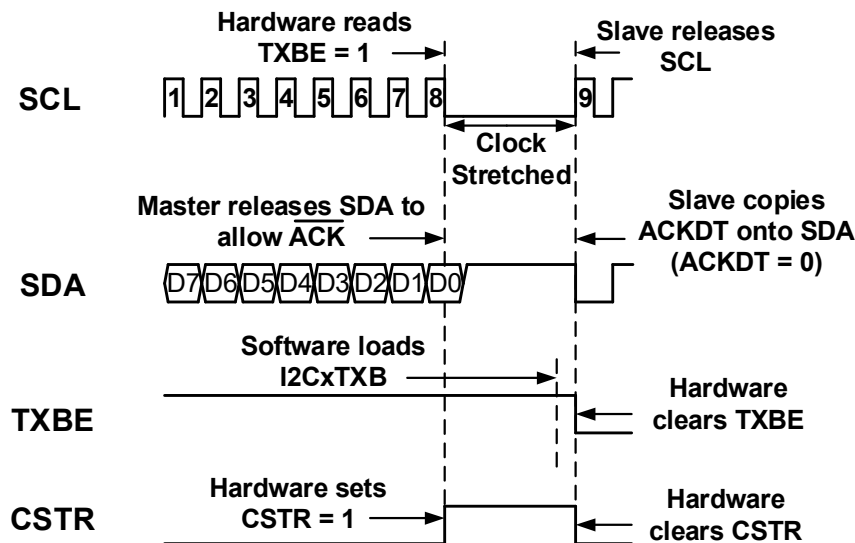 Hardware reads
TXBE = 1
Slave releases
SCL
SCL
1 2 3 4 5 6 7 8 9
Clock
Stretched
Master releases SDA to
allow ACK
Slave copies
ACKDT onto SDA
(ACKDT = 0)
SDA
D7 D6 D5 D4 D3 D2 D1 D0
Software loads
I2CxTXB
TXBE
Hardware
clears TXBE
Hardware sets
CSTR = 1
CSTR
Hardware
clears CSTR